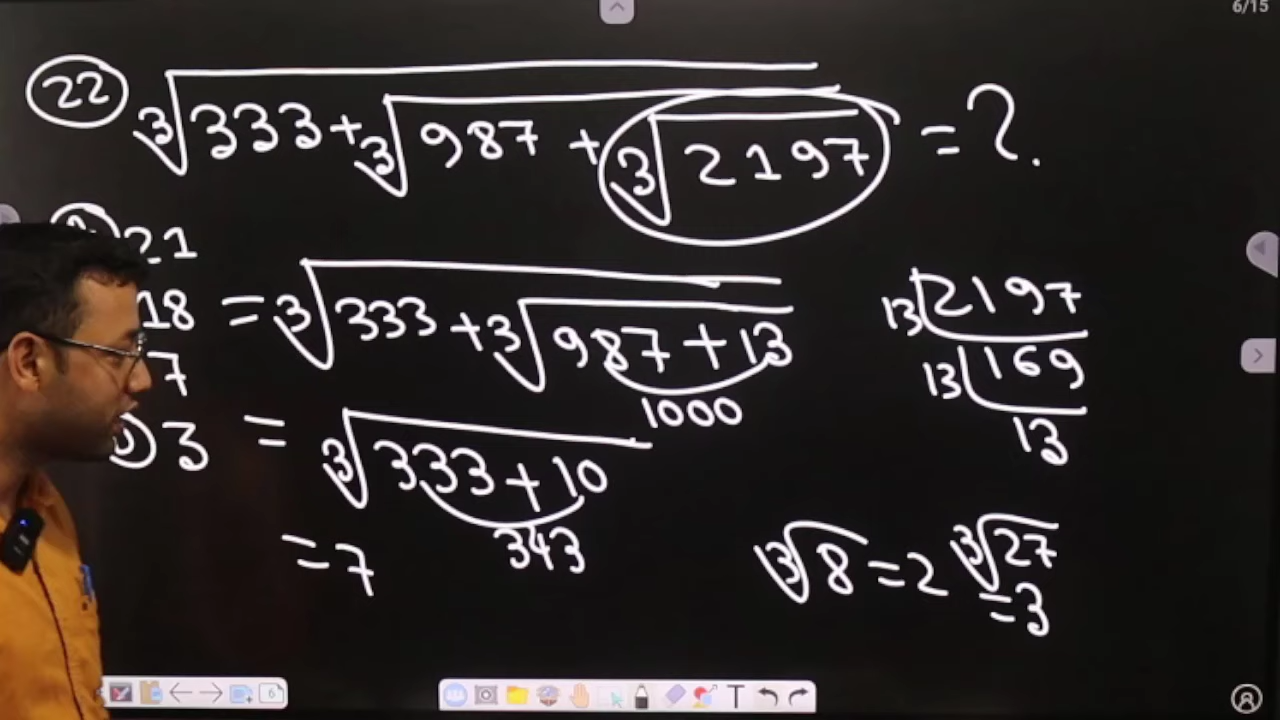 6/15
22 ∛(333 + ∛(987 + ∛2197)) = ?
21
18
7
3
= ∛(333 + ∛(987 + 13))
1000
= ∛(333 + 10)
343
= 7
13 2197
13 169
13
∛8 = 2
∛27 = 3
6
T